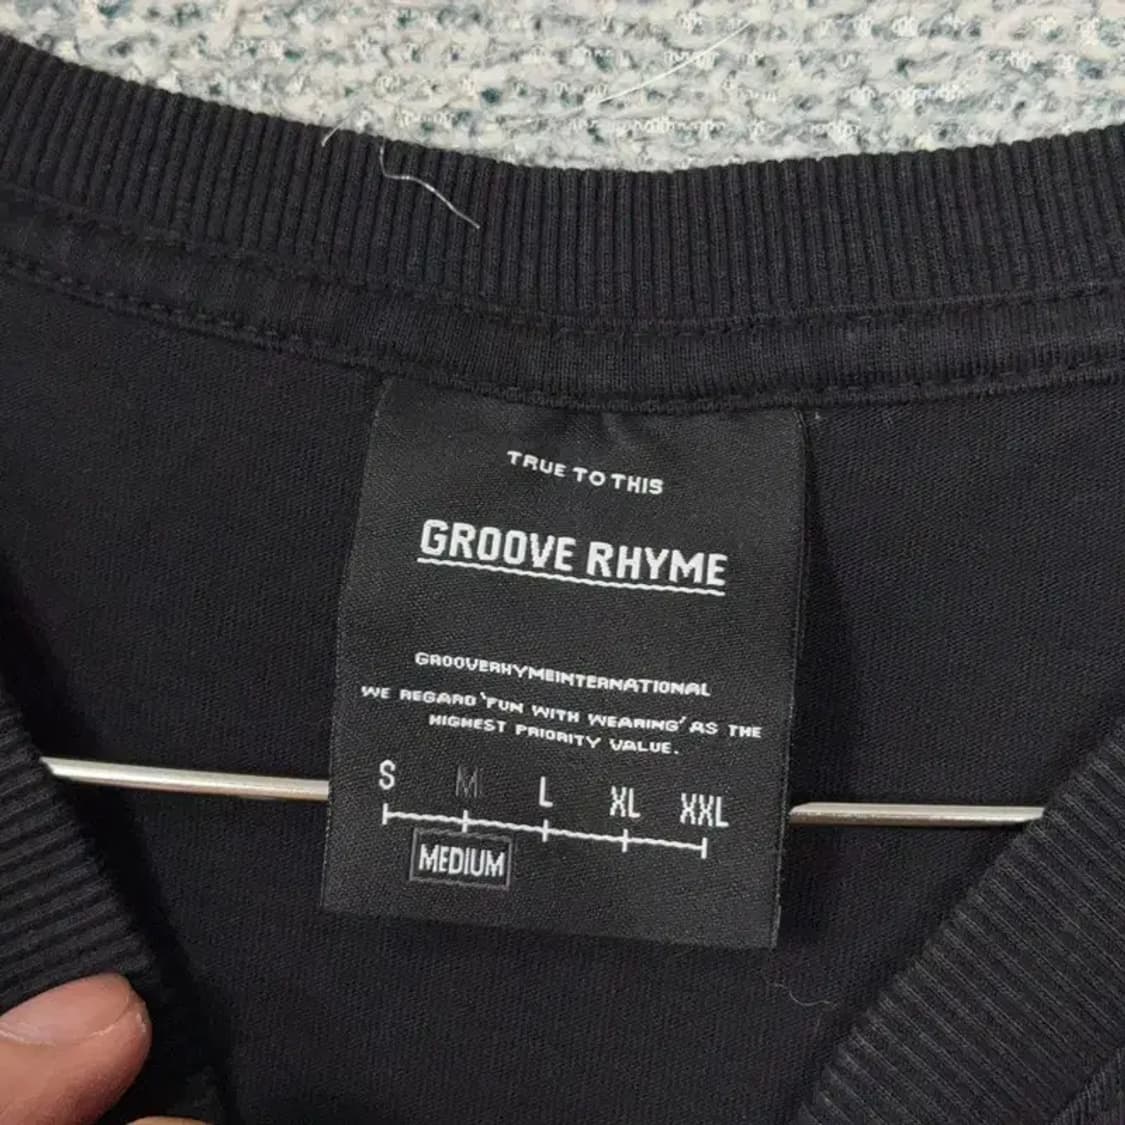 TRUE TO THIS
GROOVE RHYME
GROOVERHYMEINTERNATIONAL
WE REGARD 'FUN WITH WEARING' AS THE
HIGHEST PRIORITY VALUE.
S M L XL XXL
MEDIUM